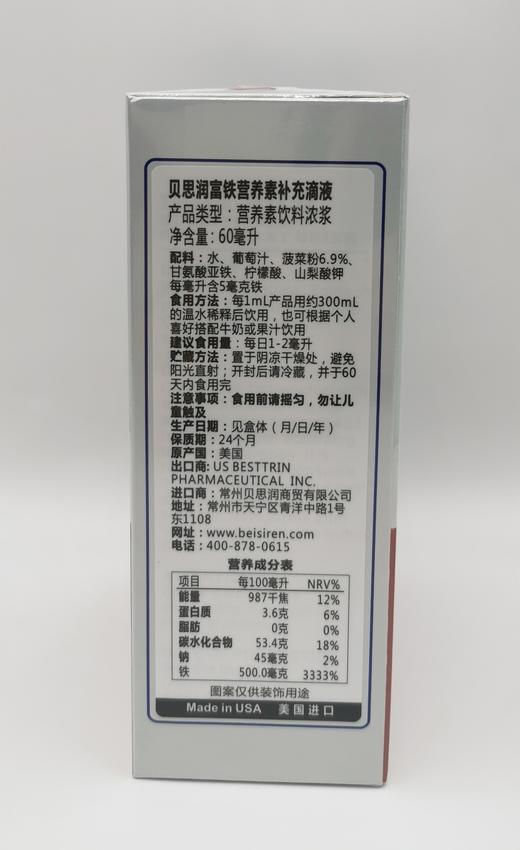 贝思润富铁营养素补充滴液
产品类型：营养素饮料浓浆
净含量：60毫升
配料：水、葡萄汁、菠菜粉6.9%、
甘氨酸亚铁、柠檬酸、山梨酸钾
每毫升含5毫克铁
食用方法：每1mL产品用约300mL
的温水稀释后饮用，也可根据个人
喜好搭配牛奶或果汁饮用
建议食用量：每日1-2毫升
贮藏方法：置于阴凉干燥处，避免
阳光直射；开封后请冷藏，并于60
天内食用完
注意事项：食用前请摇匀，勿让儿
童触及
生产日期：见盒体（月/日/年）
保质期：24个月
原产国：美国
出口商: US BESTTRIN
PHARMACEUTICAL INC.
进口商：常州贝思润商贸有限公司
地址：常州市天宁区青洋中路1号
东1108
网址：www.beisiren.com
电话：400-878-0615
营养成分表
项目 每100毫升 NRV%
能量 987千焦 12%
蛋白质 3.6克 6%
脂肪 0克 0%
碳水化合物 53.4克 18%
钠 45毫克 2%
铁 500.0毫克 3333%
图案仅供装饰用途
Made in USA 美国进口